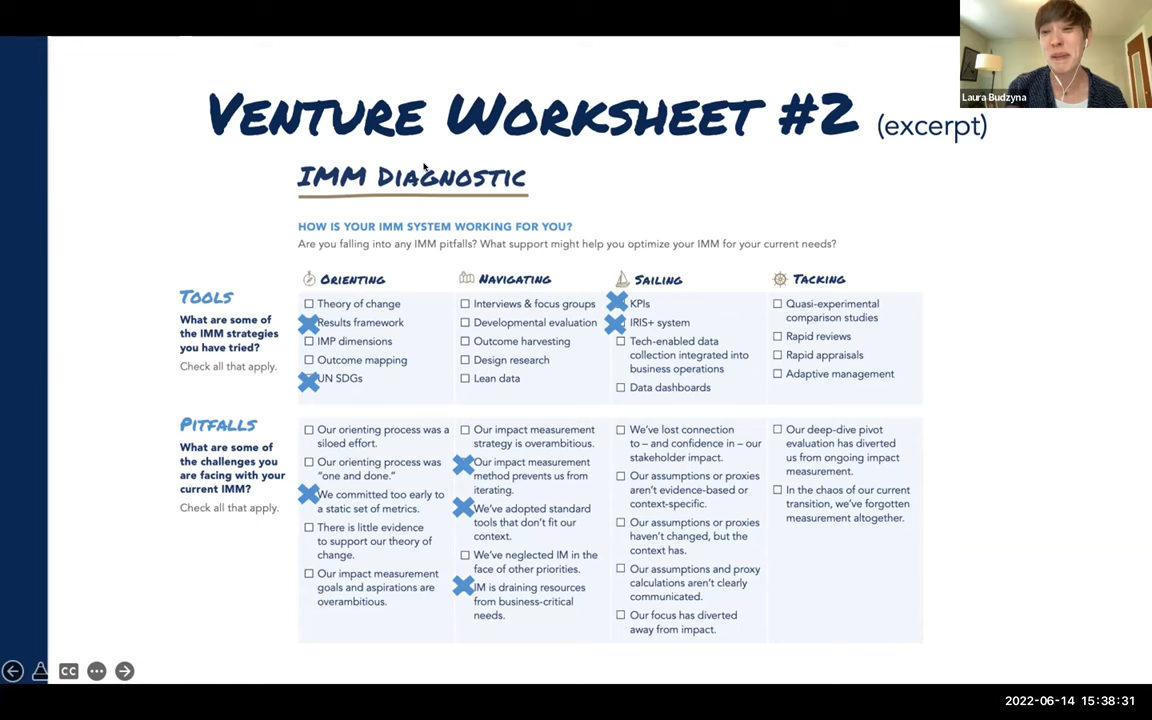 Laura Budzyna
VENTURE WORKSHEET #2 (excerpt)
IMM DIAGNOSTIC
HOW IS YOUR IMM SYSTEM WORKING FOR YOU?
Are you falling into any IMM pitfalls? What support might help you optimize your IMM for your current needs?
TOOLS
What are some of
the IMM strategies
you have tried?
Check all that apply.
ORIENTING
Theory of change
Results framework
IMP dimensions
Outcome mapping
UN SDGs
NAVIGATING
Interviews & focus groups
Developmental evaluation
Outcome harvesting
Design research
Lean data
SAILING
KPIs
IRIS+ system
Tech-enabled data
collection integrated into
business operations
Data dashboards
TACKING
Quasi-experimental
comparison studies
Rapid reviews
Rapid appraisals
Adaptive management
PITFALLS
What are some of
the challenges you
are facing with your
current IMM?
Check all that apply.
Our orienting process was a
siloed effort.
Our orienting process was
“one and done.”
We committed too early to
a static set of metrics.
There is little evidence
to support our theory of
change.
Our impact measurement
goals and aspirations are
overambitious.
Our impact measurement
strategy is overambitious.
Our impact measurement
method prevents us from
iterating.
We’ve adopted standard
tools that don’t fit our
context.
We’ve neglected IM in the
face of other priorities.
IM is draining resources
from business-critical
needs.
We’ve lost connection
to – and confidence in – our
stakeholder impact.
Our assumptions or proxies
aren’t evidence-based or
context-specific.
Our assumptions or proxies
haven’t changed, but the
context has.
Our assumptions and proxy
calculations aren’t clearly
communicated.
Our focus has diverted
away from impact.
Our deep-dive pivot
evaluation has diverted
us from ongoing impact
measurement.
In the chaos of our current
transition, we’ve forgotten
measurement altogether.
CC
2022-06-14 15:38:31